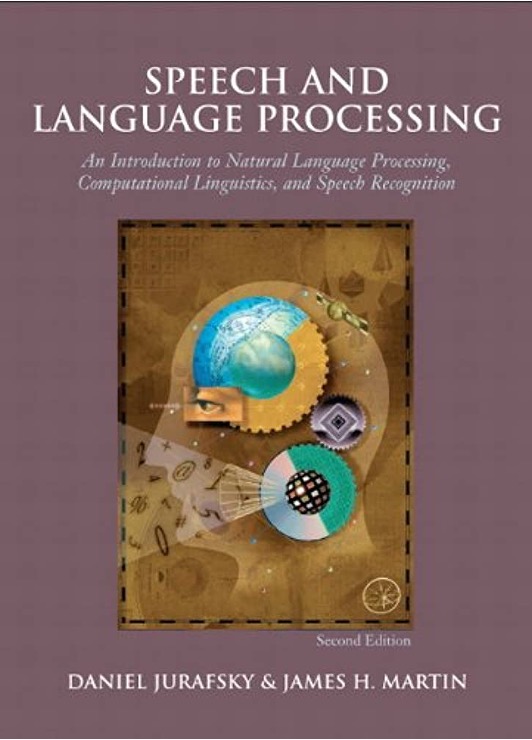 SPEECH AND
LANGUAGE PROCESSING
An Introduction to Natural Language Processing,
Computational Linguistics, and Speech Recognition
Second Edition
DANIEL JURAFSKY & JAMES H. MARTIN